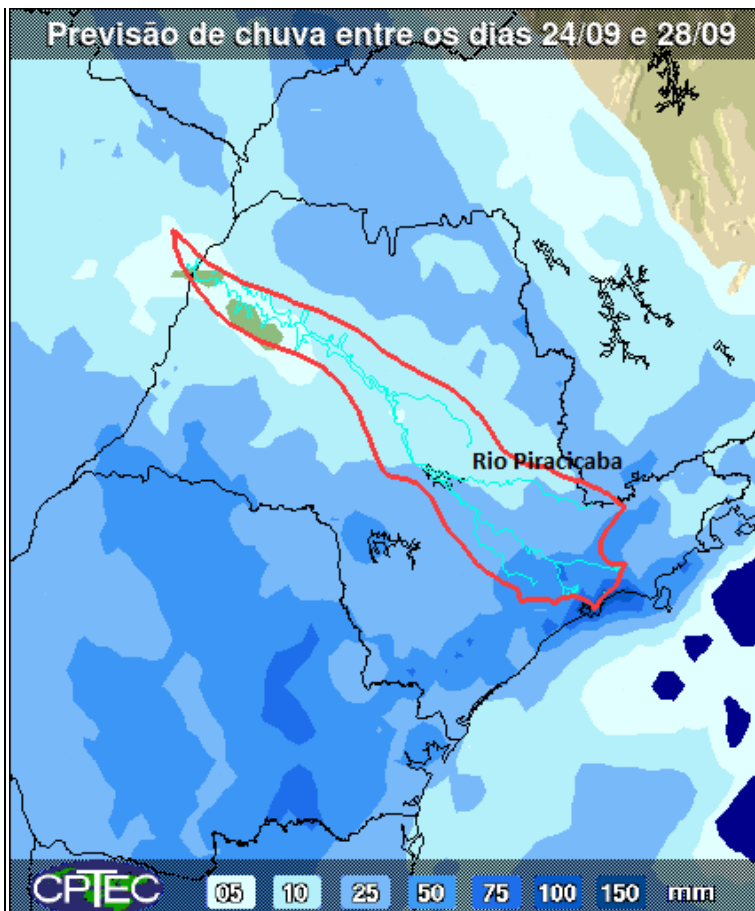 Previsão de chuva entre os dias 24/09 e 28/09
Rio Piracicaba
CPTEC 05 10 25 50 75 100 150 mm